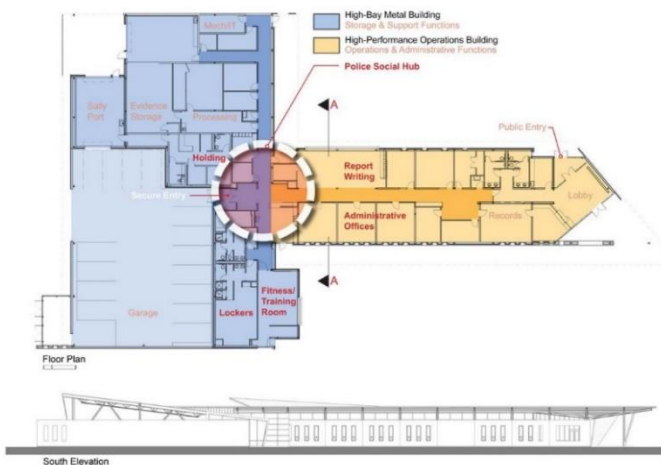 High-Bay Metal Building
Storage & Support Functions
High-Performance Operations Building
Operations & Administrative Functions
Mech/IT
Police Social Hub
A
Sally
Port
Evidence
Storage
Processing
Public Entry
Holding
Report
Writing
Secure Entry
Lobby
Administrative
Offices
Records
A
Garage
Lockers
Fitness/
Training
Room
Floor Plan
South Elevation